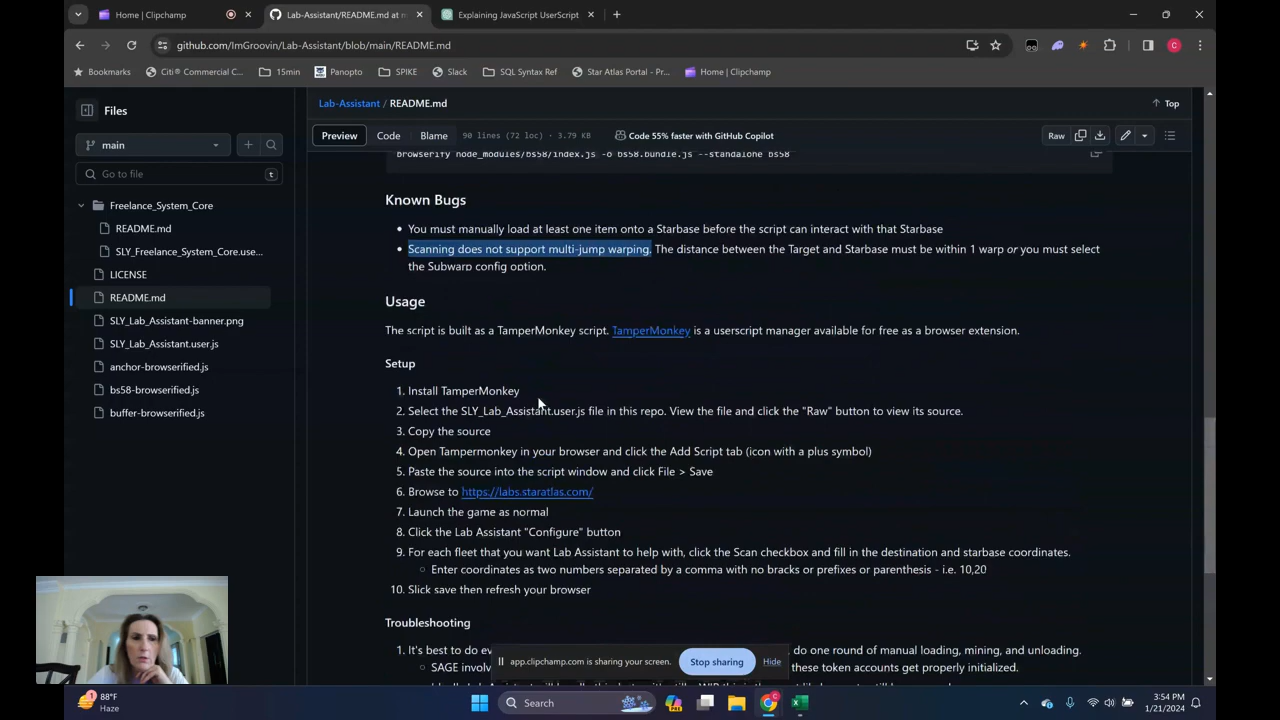 Home | Clipchamp
Lab-Assistant/README.md at m
Explaining JavaScript UserScript
github.com/ImGroovin/Lab-Assistant/blob/main/README.md
C
Bookmarks
Citi® Commercial C...
15min
Panopto
SPIKE
Slack
SQL Syntax Ref
Star Atlas Portal - Pr...
Home | Clipchamp
Files
Lab-Assistant / README.md
Top
main
Preview
Code
Blame
90 lines (72 loc) · 3.79 KB
Code 55% faster with GitHub Copilot
Raw
Go to file
t
browserify node_modules/bs58/index.js -o bs58.bundle.js --standalone bs58
Freelance_System_Core
README.md
SLY_Freelance_System_Core.use...
LICENSE
README.md
SLY_Lab_Assistant-banner.png
SLY_Lab_Assistant.user.js
anchor-browserified.js
bs58-browserified.js
buffer-browserified.js
Known Bugs
You must manually load at least one item onto a Starbase before the script can interact with that Starbase
Scanning does not support multi-jump warping. The distance between the Target and Starbase must be within 1 warp or you must select
the Subwarp config option.
Usage
The script is built as a TamperMonkey script. TamperMonkey is a userscript manager available for free as a browser extension.
Setup
1. Install TamperMonkey
2. Select the SLY_Lab_Assistant.user.js file in this repo. View the file and click the "Raw" button to view its source.
3. Copy the source
4. Open Tampermonkey in your browser and click the Add Script tab (icon with a plus symbol)
5. Paste the source into the script window and click File > Save
6. Browse to https://labs.staratlas.com/
7. Launch the game as normal
8. Click the Lab Assistant "Configure" button
9. For each fleet that you want Lab Assistant to help with, click the Scan checkbox and fill in the destination and starbase coordinates.
Enter coordinates as two numbers separated by a comma with no bracks or prefixes or parenthesis - i.e. 10,20
10. Slick save then refresh your browser
Troubleshooting
1. It's best to do ev
do one round of manual loading, mining, and unloading.
SAGE involv
these token accounts get properly initialized.
app.clipchamp.com is sharing your screen.
Stop sharing
Hide
88°F
Haze
Search
3:54 PM
1/21/2024